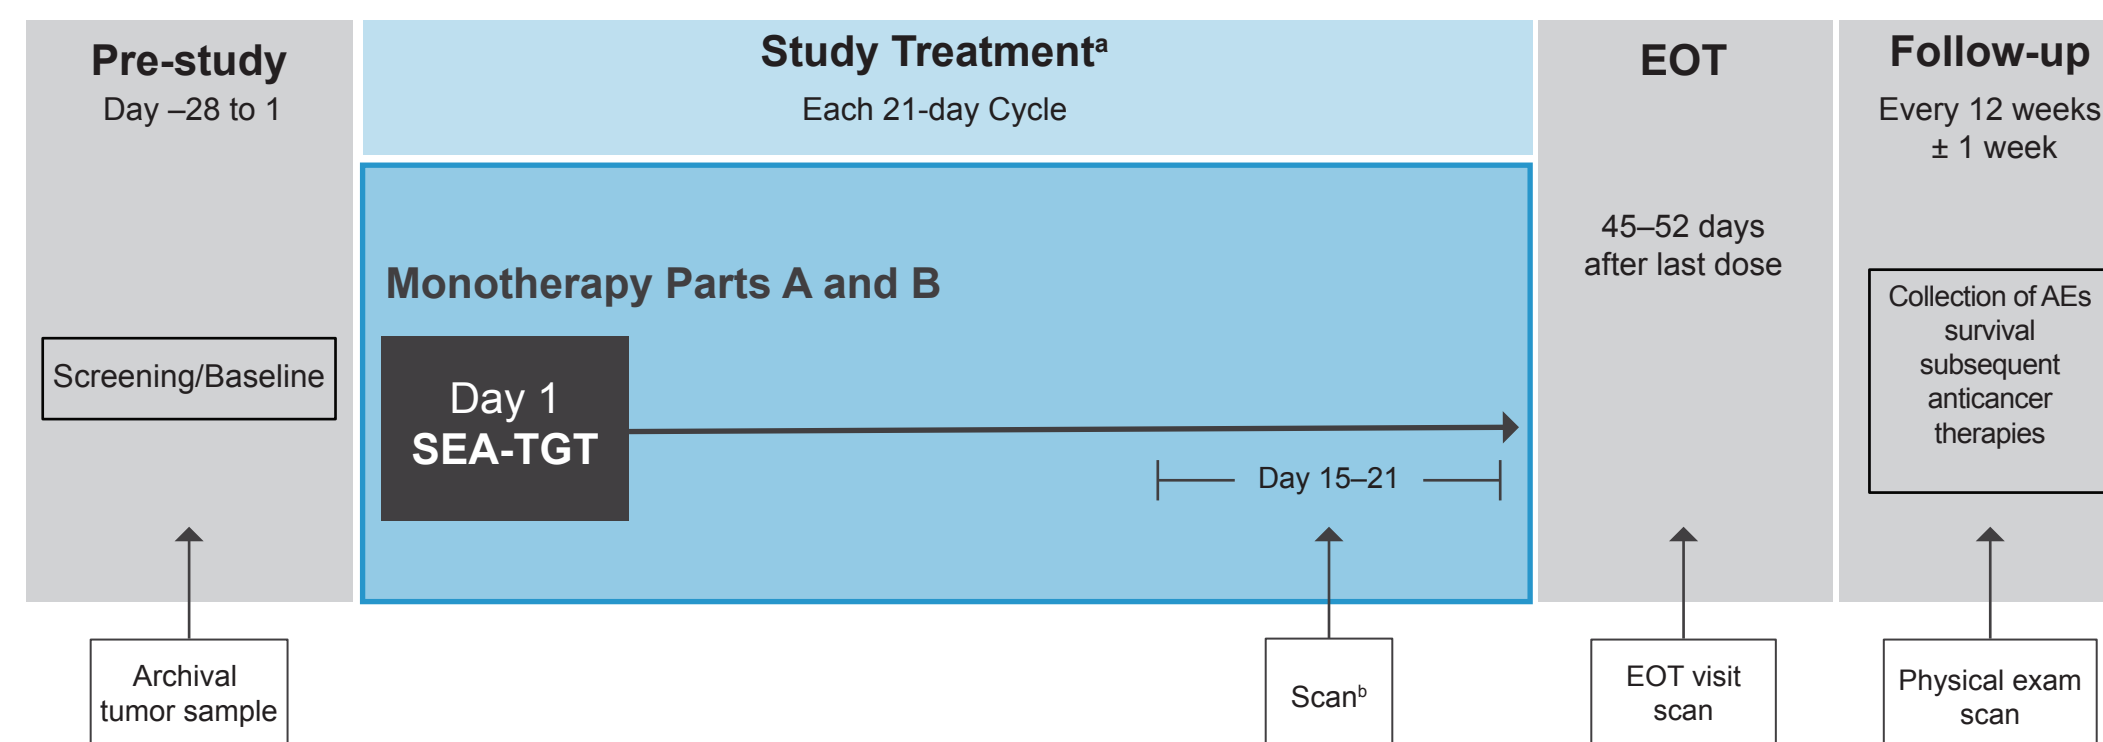 Pre-study
Day –28 to 1
Screening/Baseline
Archival
tumor sample
Study Treatmentᵃ
Each 21-day Cycle
Monotherapy Parts A and B
Day 1
SEA-TGT
Day 15–21
Scanᵇ
EOT
45–52 days
after last dose
EOT visit
scan
Follow-up
Every 12 weeks
± 1 week
Collection of AEs
survival
subsequent
anticancer
therapies
Physical exam
scan